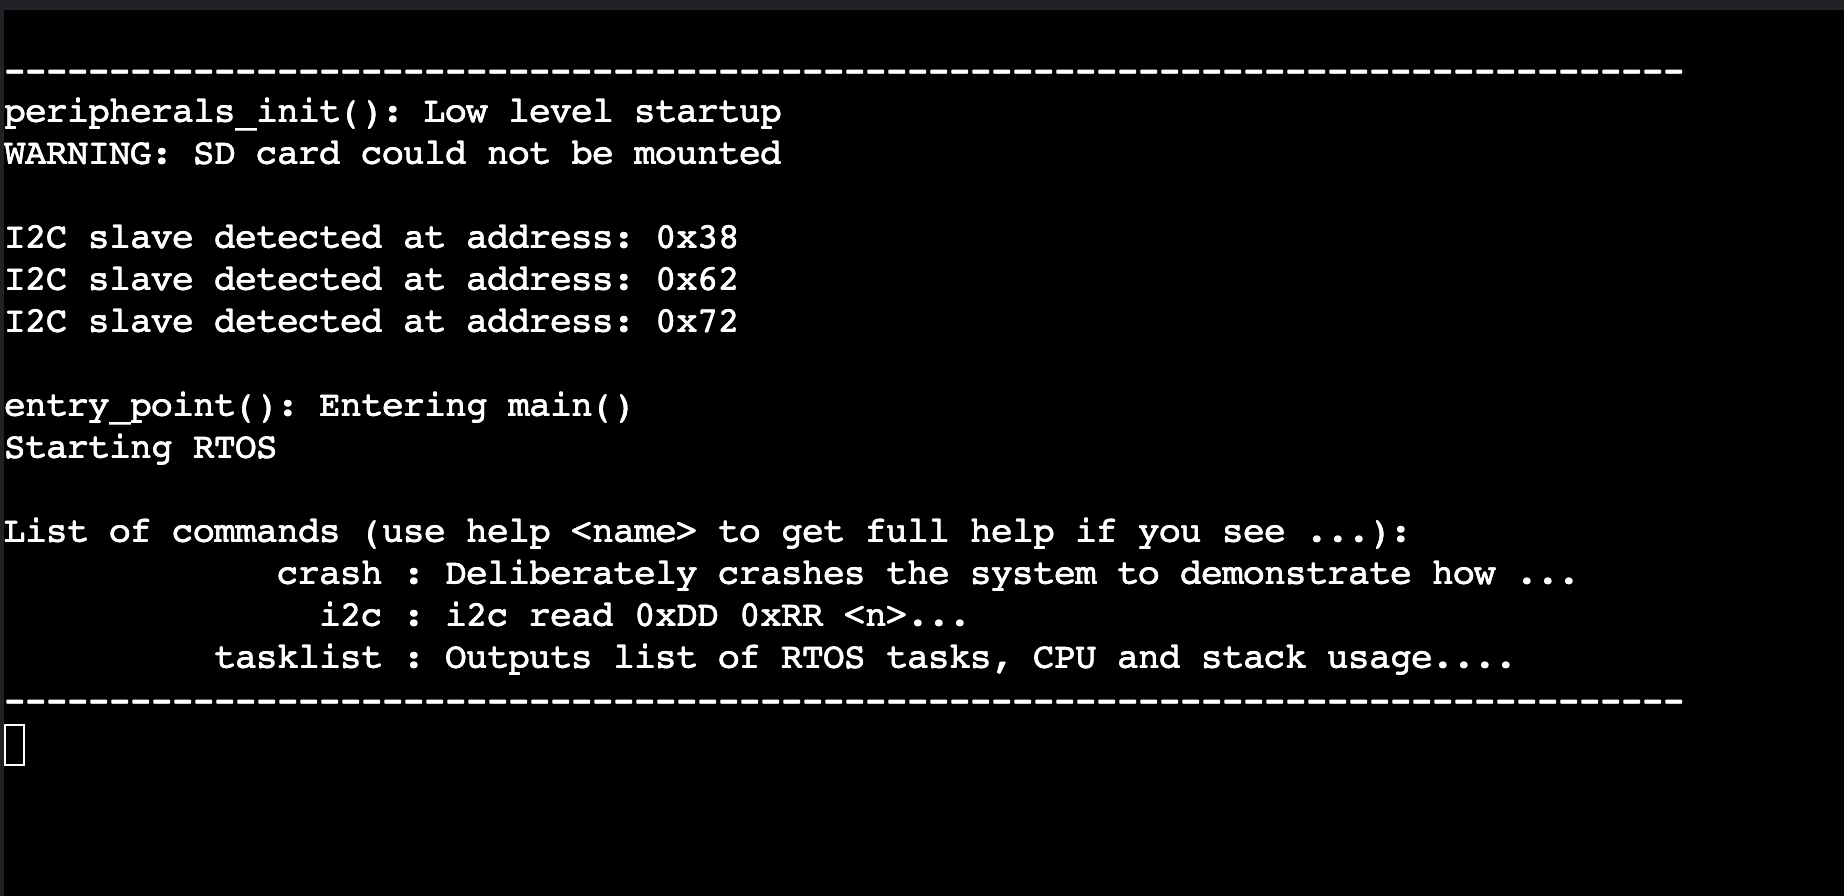 --------------------------------------------------------------------------------
peripherals_init(): Low level startup
WARNING: SD card could not be mounted
I2C slave detected at address: 0x38
I2C slave detected at address: 0x62
I2C slave detected at address: 0x72
entry_point(): Entering main()
Starting RTOS
List of commands (use help <name> to get full help if you see ...):
crash : Deliberately crashes the system to demonstrate how ...
i2c : i2c read 0xDD 0xRR <n>...
tasklist : Outputs list of RTOS tasks, CPU and stack usage....
--------------------------------------------------------------------------------